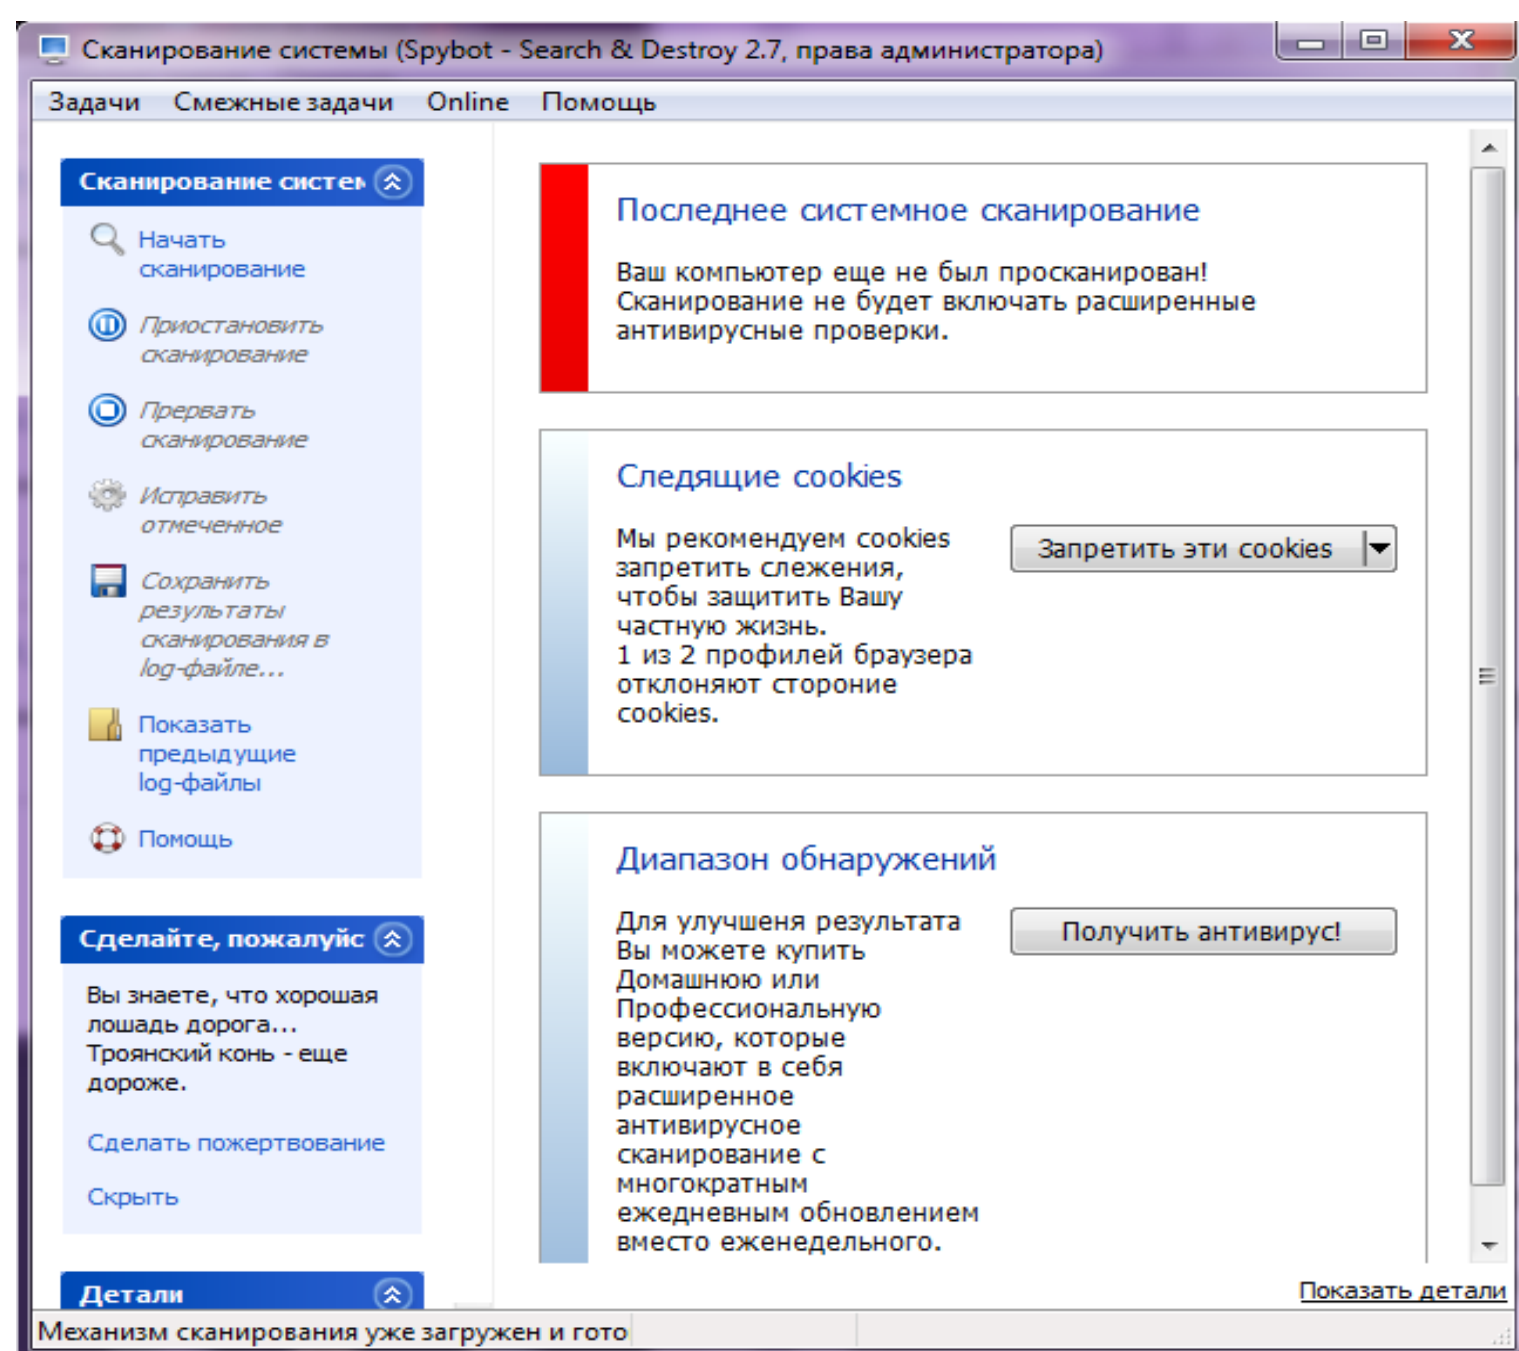 Сканирование системы (Spybot - Search & Destroy 2.7, права администратора)
Задачи Смежные задачи Online Помощь
Сканирование систем
Начать
сканирование
Приостановить
сканирование
Прервать
сканирование
Исправить
отмеченное
Сохранить
результаты
сканирования в
log-файле...
Показать
предыдущие
log-файлы
Помощь
Сделайте, пожалуйс
Вы знаете, что хорошая
лошадь дорога...
Троянский конь - еще
дороже.
Сделать пожертвование
Скрыть
Детали
Последнее системное сканирование
Ваш компьютер еще не был просканирован!
Сканирование не будет включать расширенные
антивирусные проверки.
Следящие cookies
Мы рекомендуем cookies
запретить слежения,
чтобы защитить Вашу
частную жизнь.
1 из 2 профилей браузера
отклоняют стороние
cookies.
Запретить эти cookies
Диапазон обнаружений
Для улучшеня результата
Вы можете купить
Домашнюю или
Профессиональную
версию, которые
включают в себя
расширенное
антивирусное
сканирование с
многократным
ежедневным обновлением
вместо еженедельного.
Получить антивирус!
Показать детали
Механизм сканирования уже загружен и гото